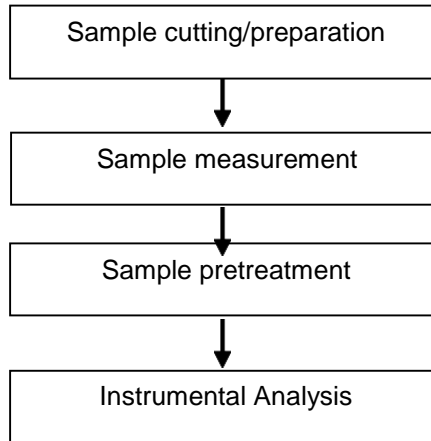 Sample cutting/preparation
Sample measurement
Sample pretreatment
Instrumental Analysis